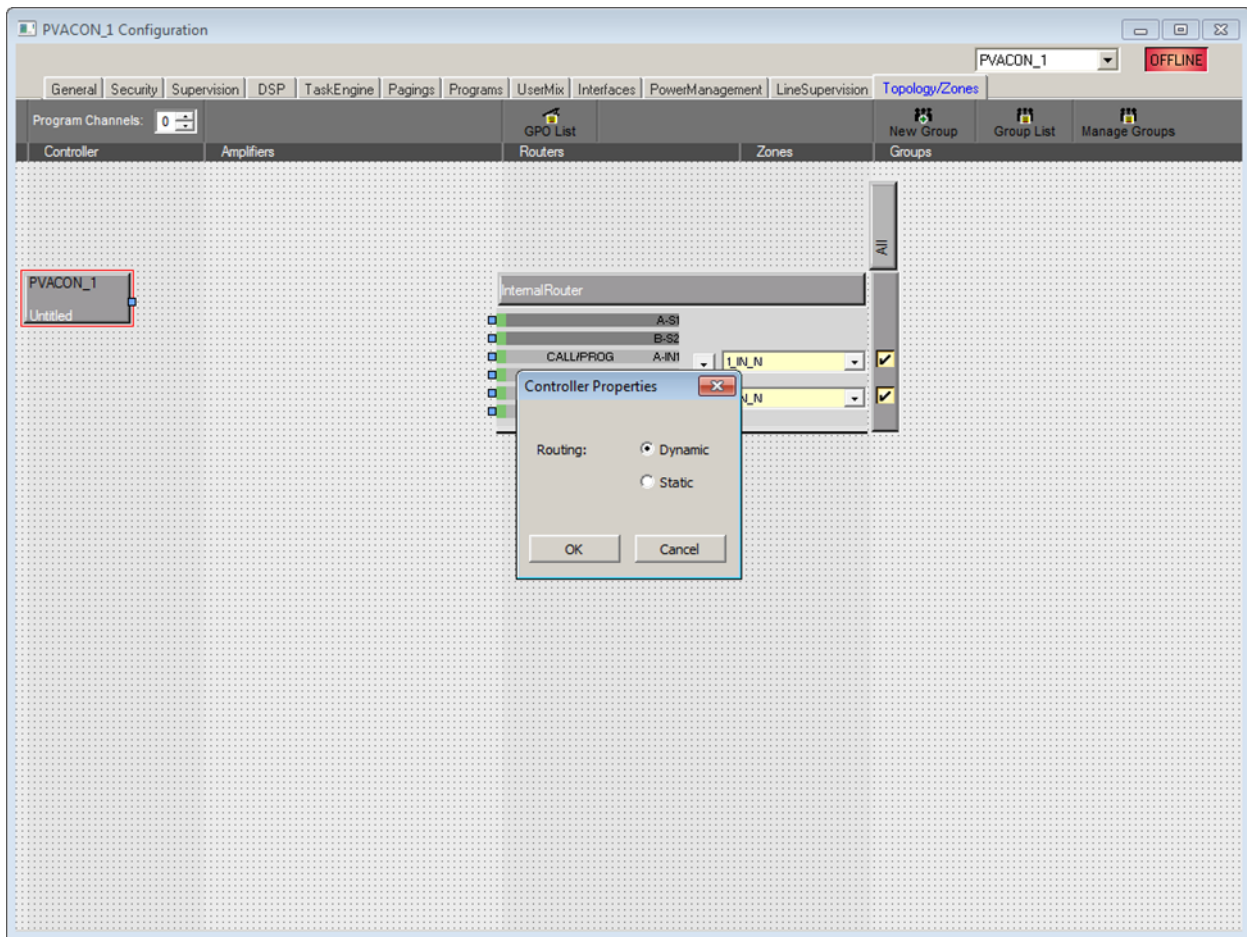 PVACON_1 Configuration
PVACON_1
OFFLINE
General Security Supervision DSP TaskEngine Pagings Programs UserMix Interfaces PowerManagement LineSupervision Topology/Zones
Program Channels: 0
GPO List
New Group
Group List
Manage Groups
Controller Amplifiers Routers Zones Groups
All
PVACON_1
Untitled
InternalRouter
A-S1
B-S2
CALL/PROG A-IN1 1_IN_N
Controller Properties
Routing:
Dynamic
Static
OK Cancel